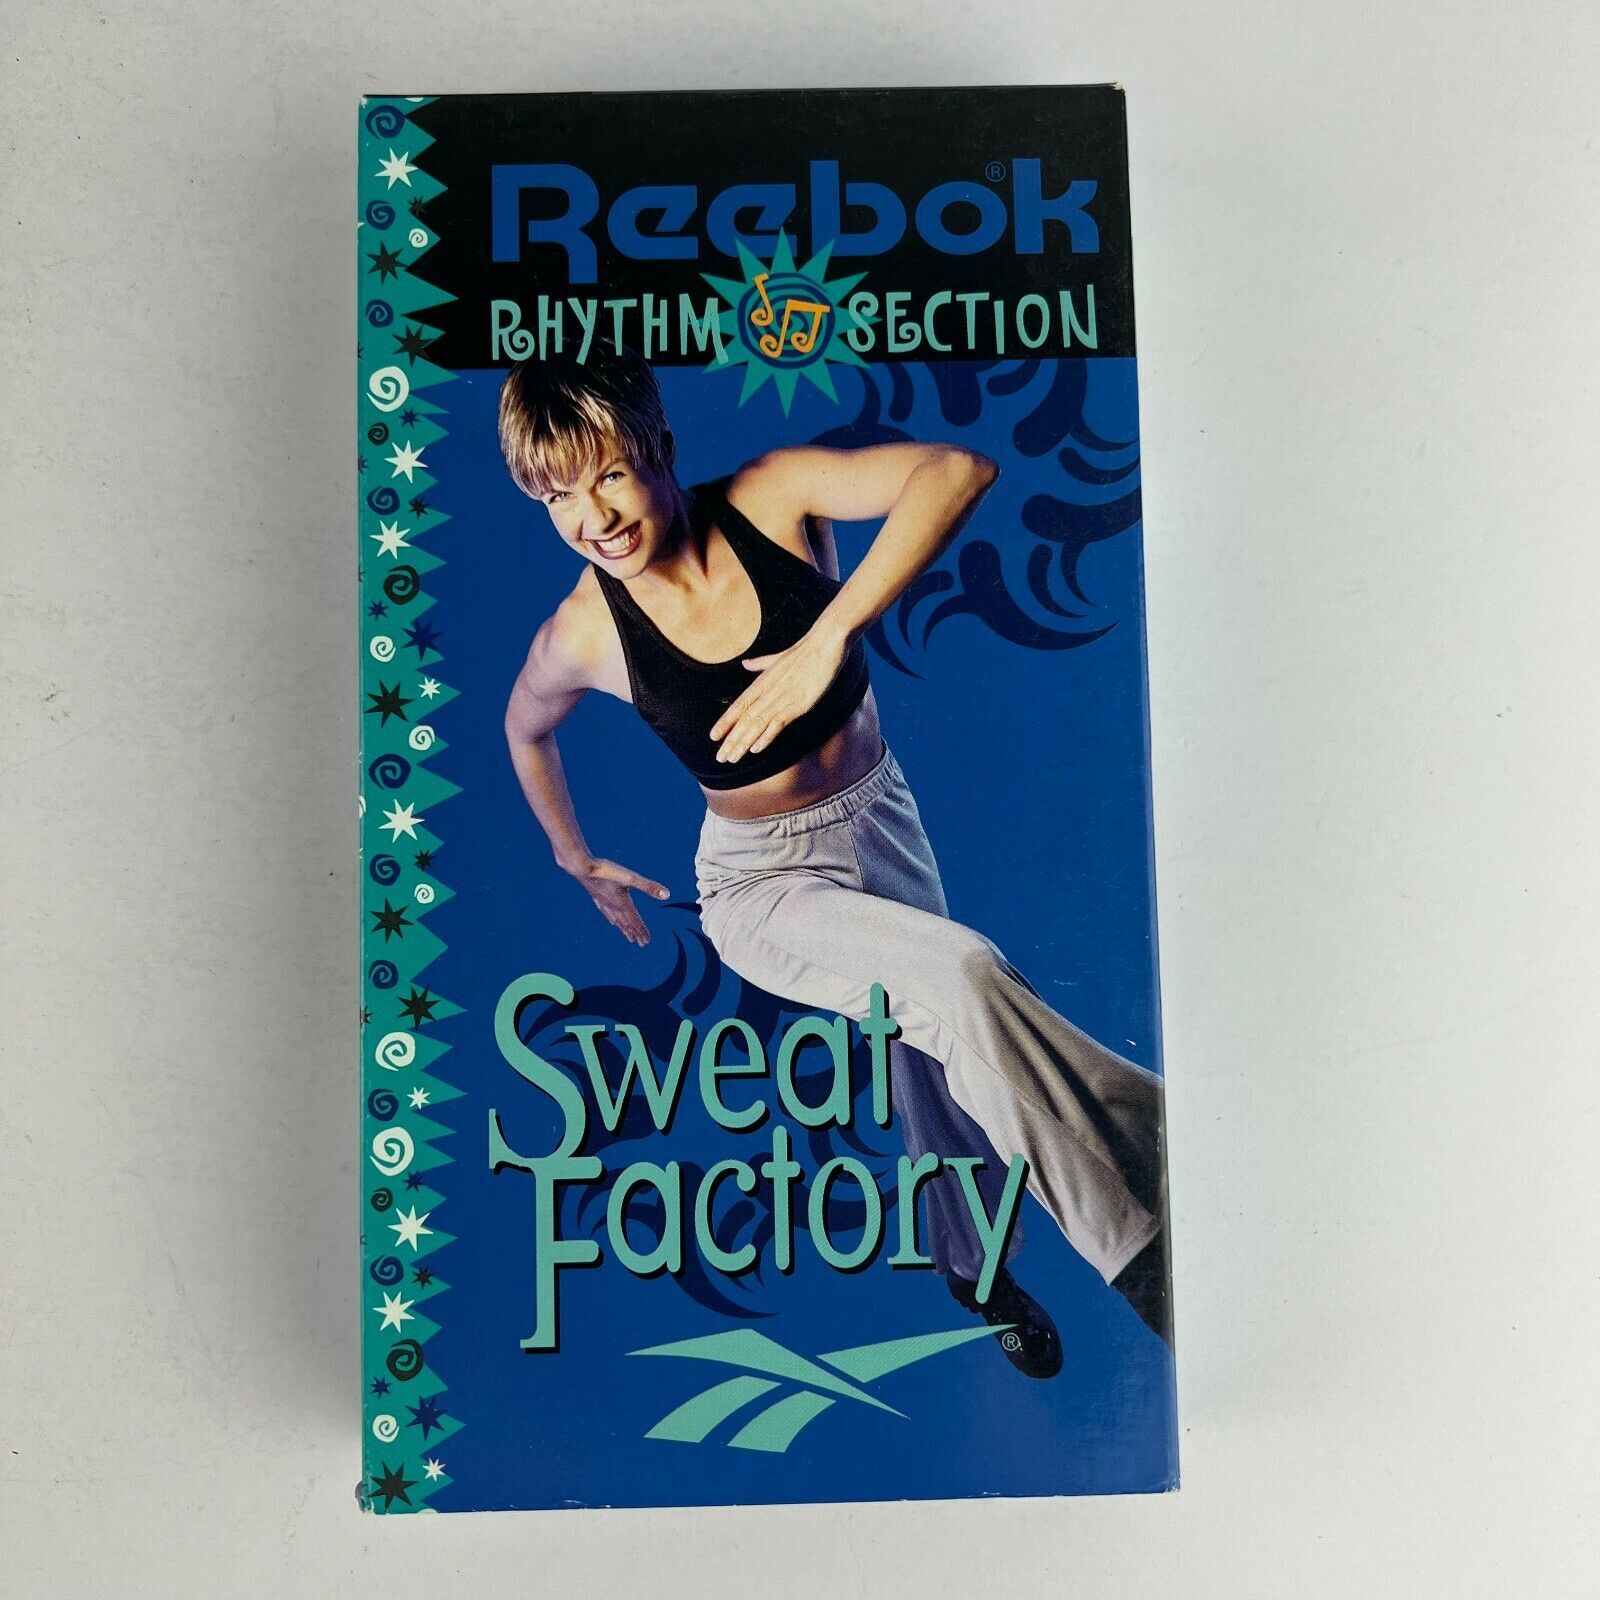 Reebok®
RHYTHM SECTION
Sweat
Factory
®